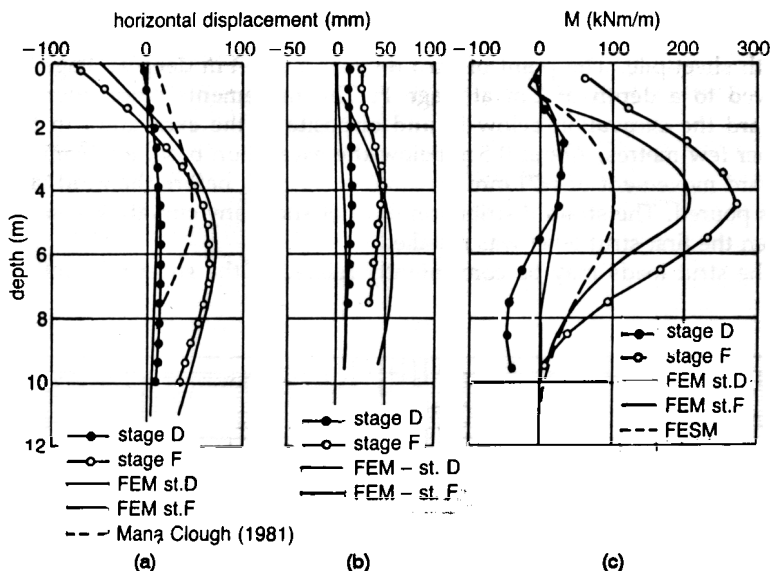 horizontal displacement (mm)
M (kNm/m)
-100 0 100
-50 0 50 100
-100 0 100 200 300
depth (m)
0
2
4
6
8
10
12
stage D
stage F
FEM st.D
FEM st.F
Mana Clough (1981)
stage D
stage F
FEM – st. D
FEM – st. F
stage D
stage F
FEM st.D
FEM st.F
FESM
(a)
(b)
(c)